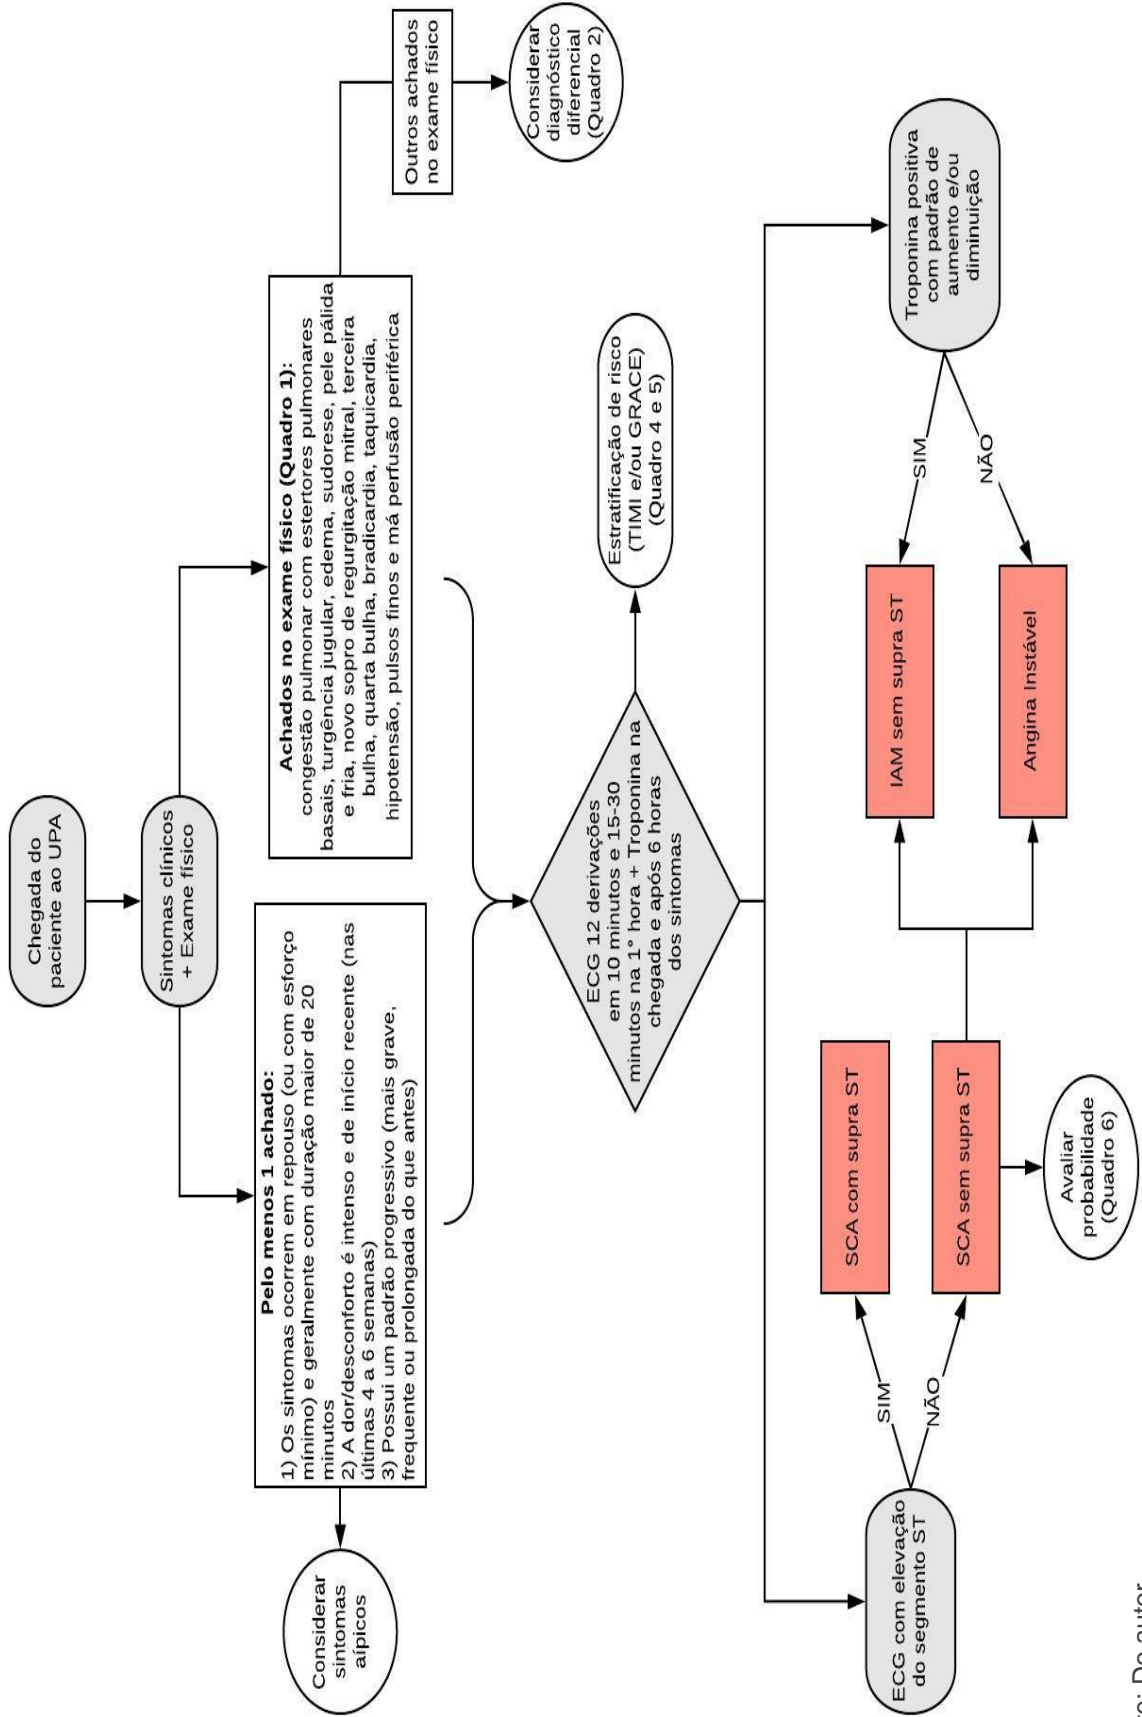 Chegada do
paciente ao UPA
Sintomas clínicos
+ Exame físico
Pelo menos 1 achado:
1) Os sintomas ocorrem em repouso (ou com esforço
mínimo) e geralmente com duração maior de 20
minutos
2) A dor/desconforto é intenso e de início recente (nas
últimas 4 a 6 semanas)
3) Possui um padrão progressivo (mais grave,
frequente ou prolongada do que antes)
Considerar
sintomas
aípicos
Achados no exame físico (Quadro 1):
congestão pulmonar com estertores pulmonares
basais, turgência jugular, edema, sudorese, pele pálida
e fria, novo sopro de regurgitação mitral, terceira
bulha, quarta bulha, bradicardia, taquicardia,
hipotensão, pulsos finos e má perfusão periférica
Outros achados
no exame físico
Considerar
diagnóstico
diferencial
(Quadro 2)
ECG 12 derivações
em 10 minutos e 15-30
minutos na 1° hora + Troponina na
chegada e após 6 horas
dos sintomas
Estratificação de risco
(TIMI e/ou GRACE)
(Quadro 4 e 5)
ECG com elevação
do segmento ST
SIM
NÃO
SCA com supra ST
SCA sem supra ST
Avaliar
probabilidade
(Quadro 6)
IAM sem supra ST
Angina Instável
SIM
NÃO
Troponina positiva
com padrão de
aumento e/ou
diminuição
Do autor